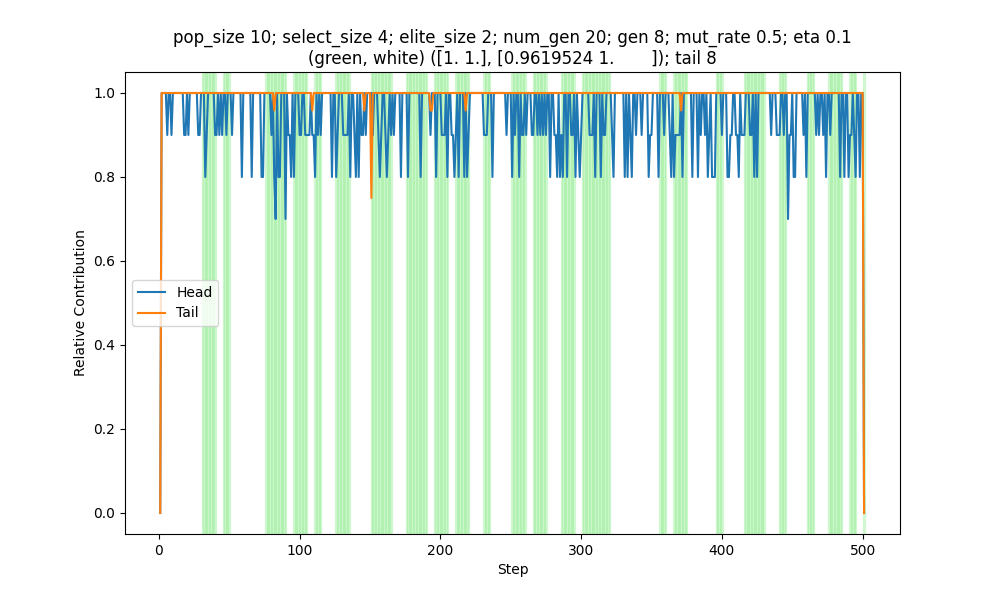 pop_size 10; select_size 4; elite_size 2; num_gen 20; gen 8; mut_rate 0.5; eta 0.1
(green, white) ([1. 1.], [0.9619524 1.        ]); tail 8
1.0
0.8
0.6
0.4
0.2
0.0
Relative Contribution
Head
Tail
0
100
200
300
400
500
Step